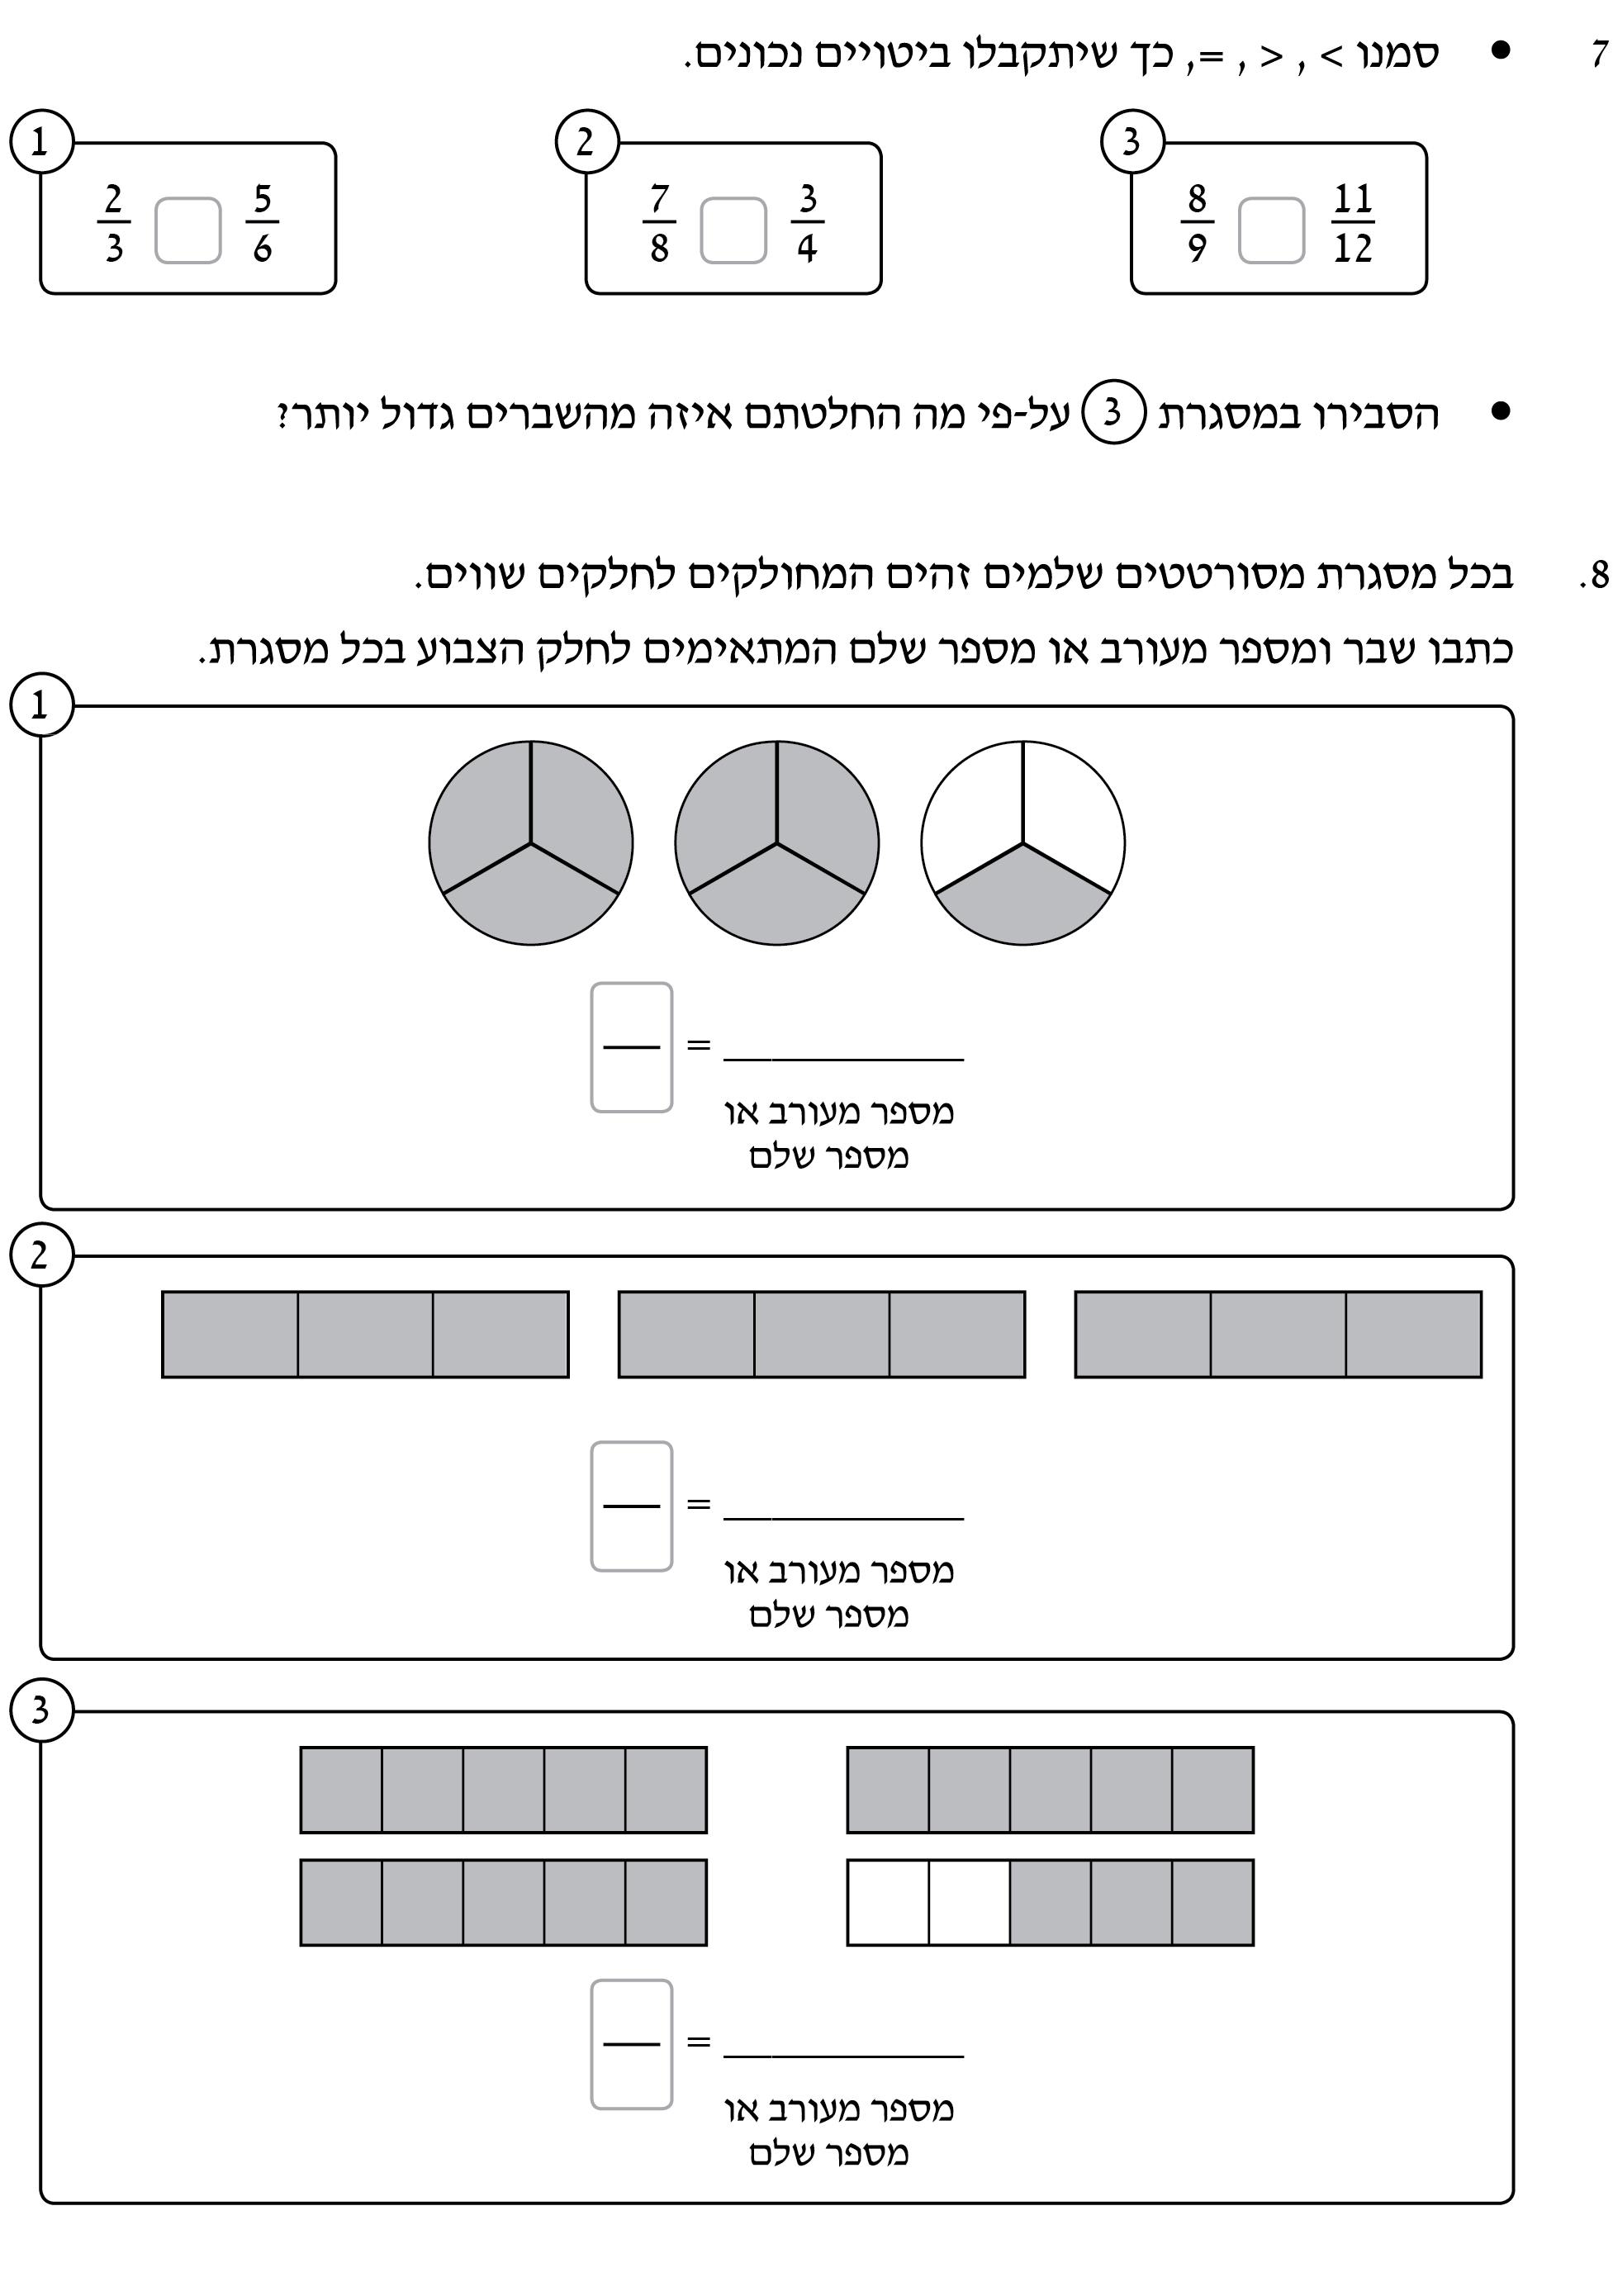 7 • סמנו > , < , =, כך שיתקבלו ביטויים נכונים.
1
2/3 5/6
2
7/8 3/4
3
8/9 11/12
• הסבירו במסגרת 3 על-פי מה החלטתם איזה מהשברים גדול יותר?
8. בכל מסגרת מסורטטים שלמים זהים המחולקים לחלקים שווים.
כתבו שבר ומספר מעורב או מספר שלם המתאימים לחלק הצבוע בכל מסגרת.
1
— = __________
מספר מעורב או
מספר שלם
2
— = __________
מספר מעורב או
מספר שלם
3
— = __________
מספר מעורב או
מספר שלם